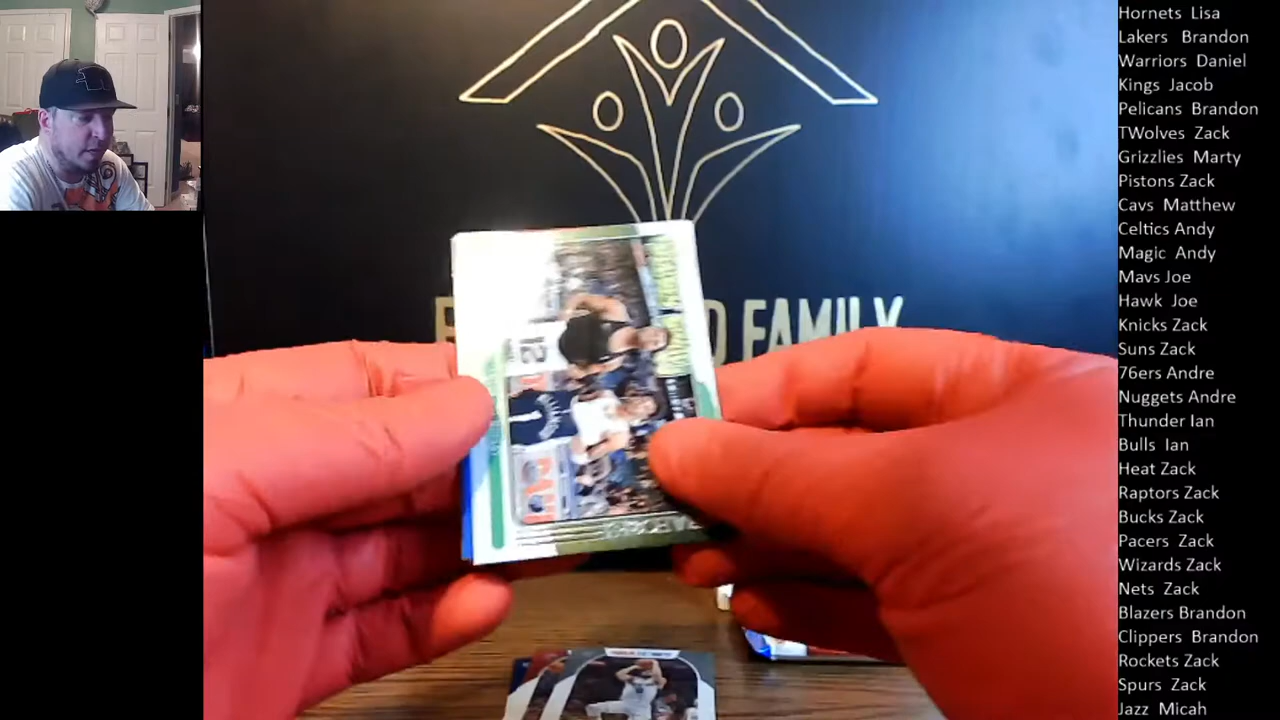 Hornets Lisa
Lakers Brandon
Warriors Daniel
Kings Jacob
Pelicans Brandon
TWolves Zack
Grizzlies Marty
Pistons Zack
Cavs Matthew
Celtics Andy
Magic Andy
Mavs Joe
Hawk Joe
Knicks Zack
Suns Zack
76ers Andre
Nuggets Andre
Thunder Ian
Bulls Ian
Heat Zack
Raptors Zack
Bucks Zack
Pacers Zack
Wizards Zack
Nets Zack
Blazers Brandon
Clippers Brandon
Rockets Zack
Spurs Zack
Jazz Micah
FAMILY
12
1